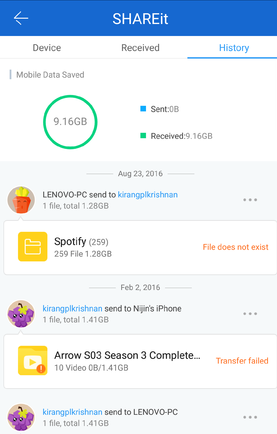 SHAREit
Device Received History
Mobile Data Saved
9.16GB
Sent:0B
Received:9.16GB
Aug 23, 2016
LENOVO-PC send to kirangplkrishnan
1 file, total 1.28GB
Spotify (259)
259 File 1.28GB
File does not exist
Feb 2, 2016
kirangplkrishnan send to Nijin's iPhone
1 file, total 1.41GB
Arrow S03 Season 3 Complete...
10 Video 0B/1.41GB
Transfer failed
kirangplkrishnan send to LENOVO-PC
1 file, total 1.41GB